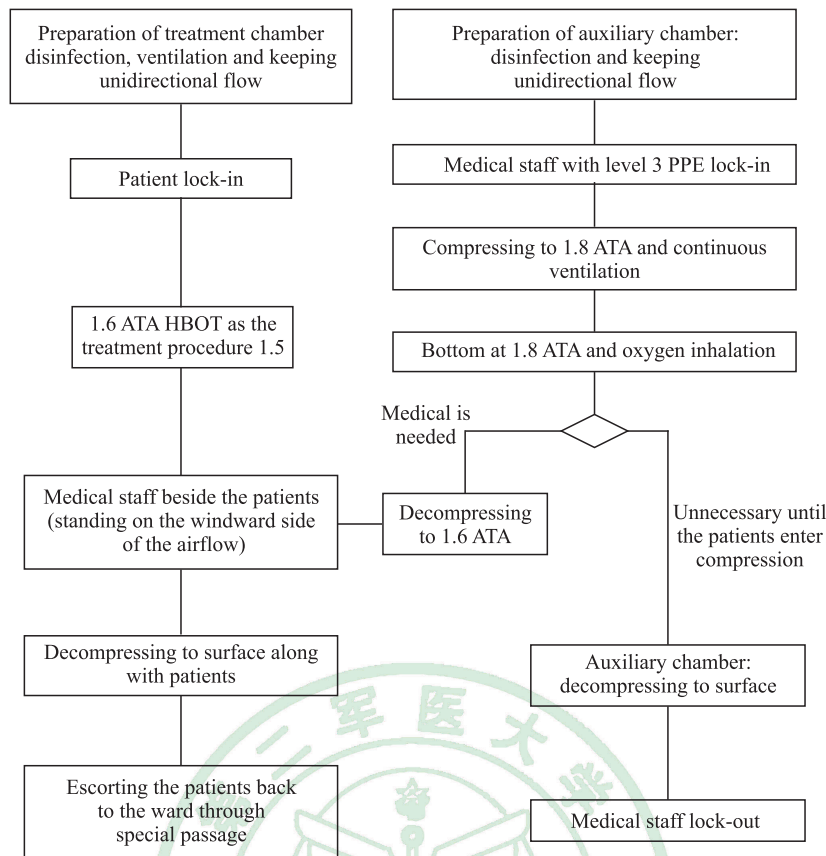 Preparation of treatment chamber
disinfection, ventilation and keeping
unidirectional flow
Patient lock-in
1.6 ATA HBOT as the
treatment procedure 1.5
Medical staff beside the patients
(standing on the windward side
of the airflow)
Decompressing to surface along
with patients
Escorting the patients back
to the ward through
special passage
Preparation of auxiliary chamber:
disinfection and keeping
unidirectional flow
Medical staff with level 3 PPE lock-in
Compressing to 1.8 ATA and continuous
ventilation
Bottom at 1.8 ATA and oxygen inhalation
Medical is
needed
Decompressing
to 1.6 ATA
Unnecessary until
the patients enter
compression
Auxiliary chamber:
decompressing to surface
Medical staff lock-out
二军医大学